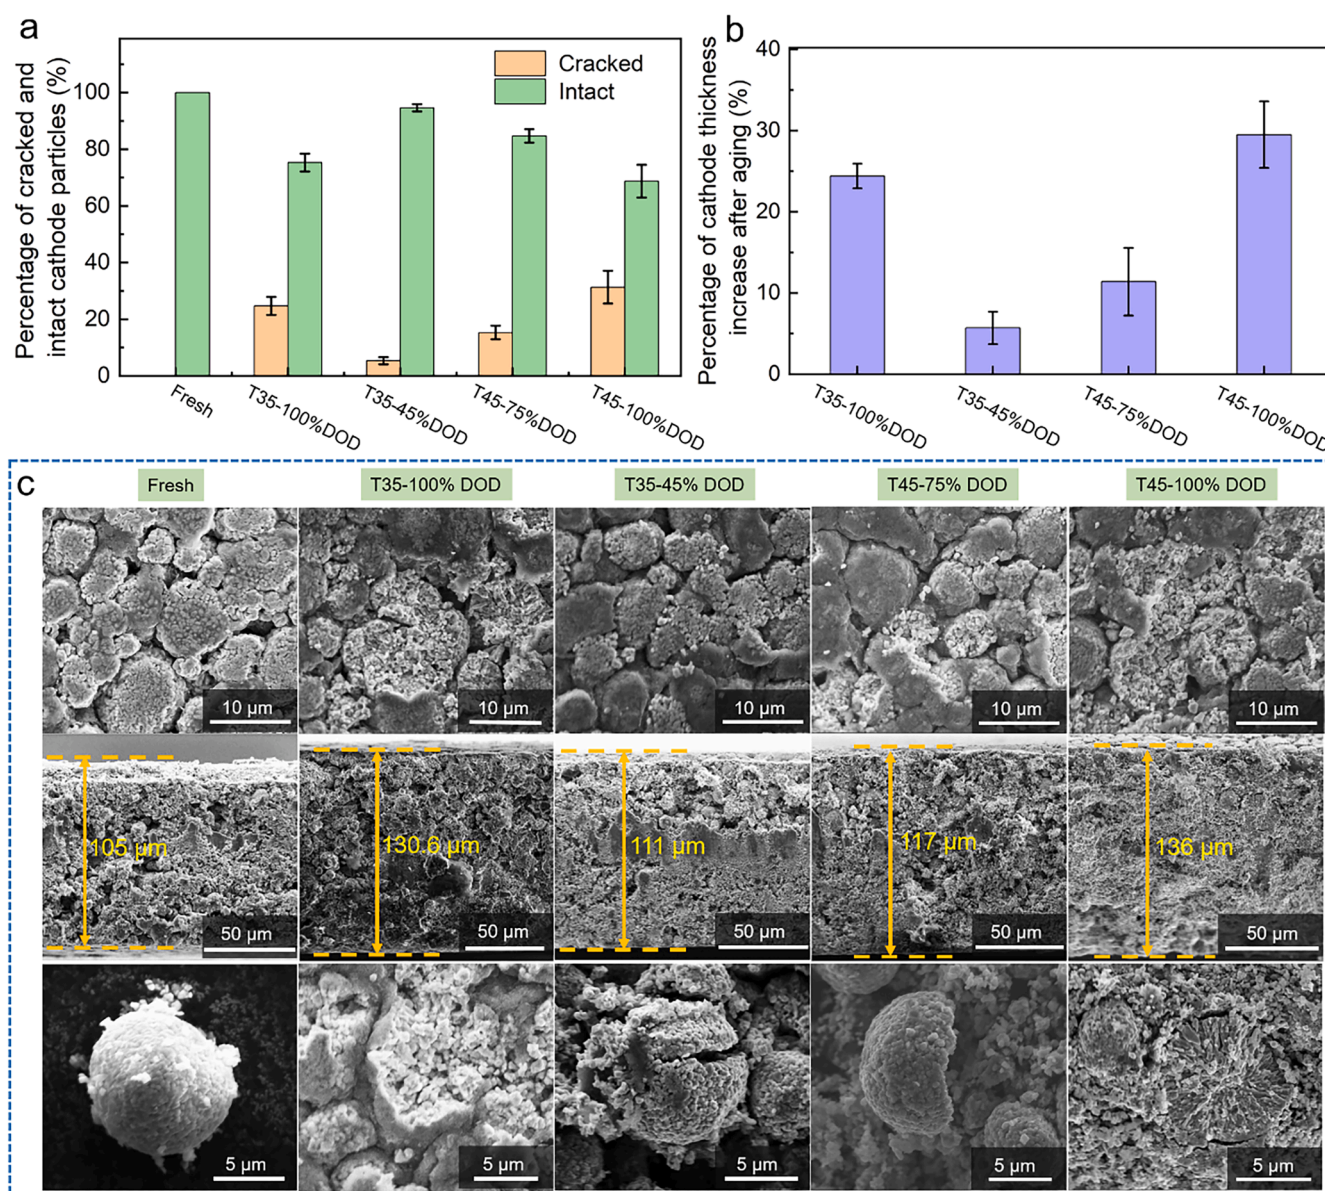 a
Percentage of cracked and
intact cathode particles (%)
100
80
60
40
20
0
Cracked
Intact
Fresh
T35-100%DOD
T35-45%DOD
T45-75%DOD
T45-100%DOD
b
Percentage of cathode thickness
increase after aging (%)
40
30
20
10
0
T35-100%DOD
T35-45%DOD
T45-75%DOD
T45-100%DOD
c
Fresh
T35-100% DOD
T35-45% DOD
T45-75% DOD
T45-100% DOD
10 μm
10 μm
10 μm
10 μm
10 μm
105 μm
130.6 μm
111 μm
117 μm
136 μm
50 μm
50 μm
50 μm
50 μm
50 μm
5 μm
5 μm
5 μm
5 μm
5 μm